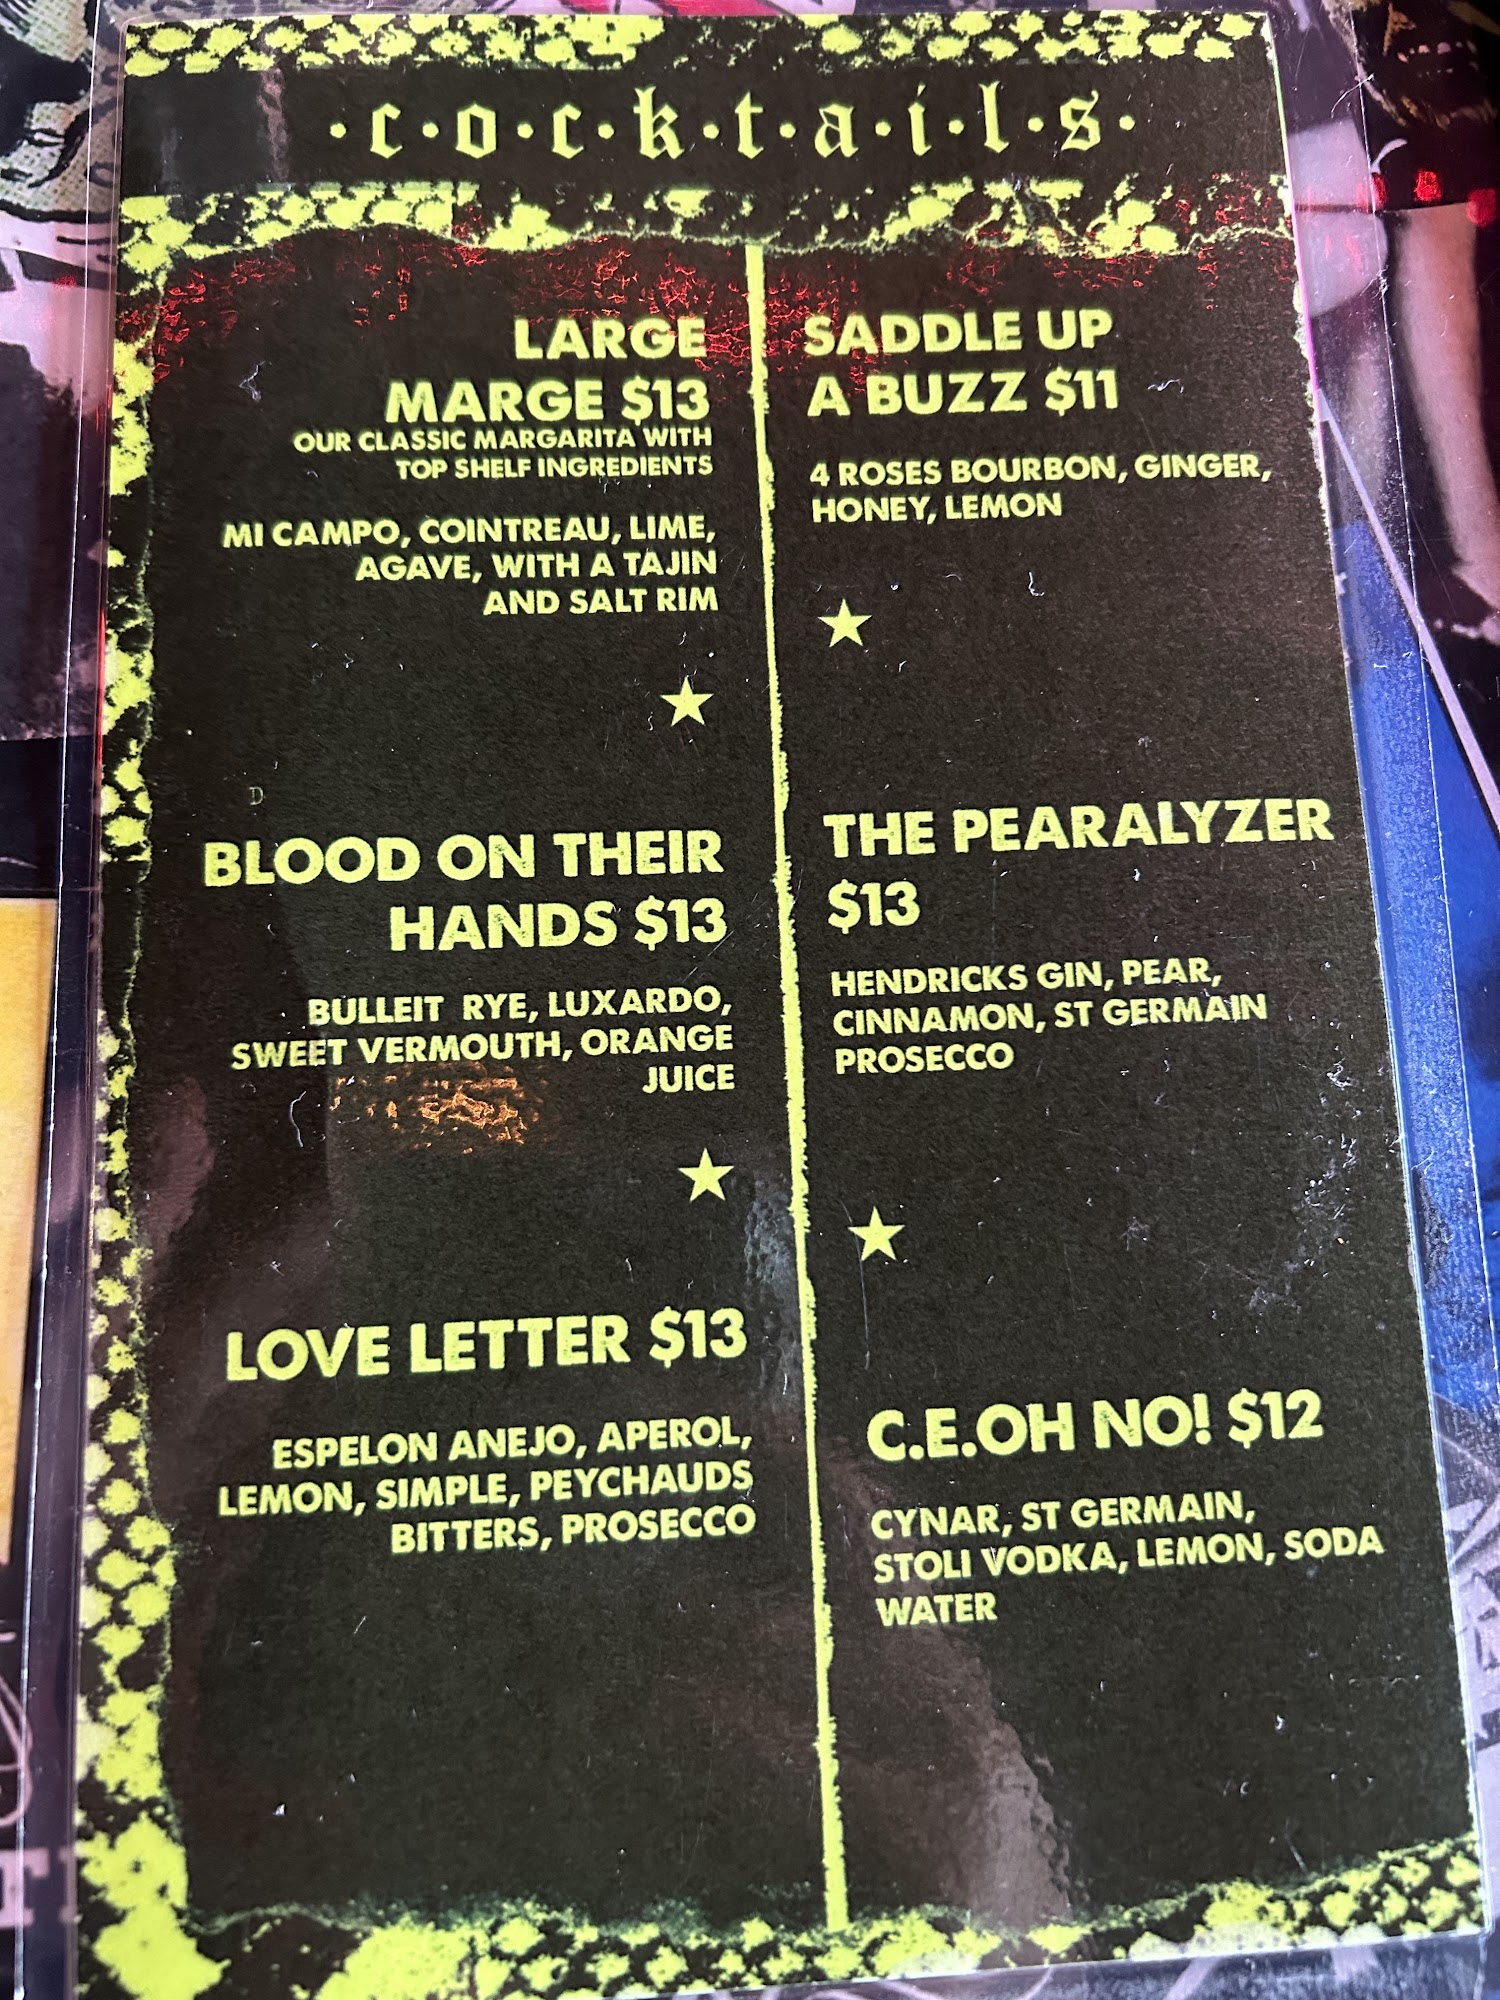 ·c·o·c·k·t·a·i·l·s·
LARGE
MARGE $13
OUR CLASSIC MARGARITA WITH
TOP SHELF INGREDIENTS
MI CAMPO, COINTREAU, LIME,
AGAVE, WITH A TAJIN
AND SALT RIM
D
BLOOD ON THEIR
HANDS $13
BULLEIT RYE, LUXARDO,
SWEET VERMOUTH, ORANGE
JUICE
LOVE LETTER $13
ESPELON ANEJO, APEROL,
LEMON, SIMPLE, PEYCHAUDS
BITTERS, PROSECCO
SADDLE UP
A BUZZ $11
4 ROSES BOURBON, GINGER,
HONEY, LEMON
THE PEARALYZER
$13
HENDRICKS GIN, PEAR,
CINNAMON, ST GERMAIN
PROSECCO
C.E.OH NO! $12
CYNAR, ST GERMAIN,
STOLI VODKA, LEMON, SODA
WATER